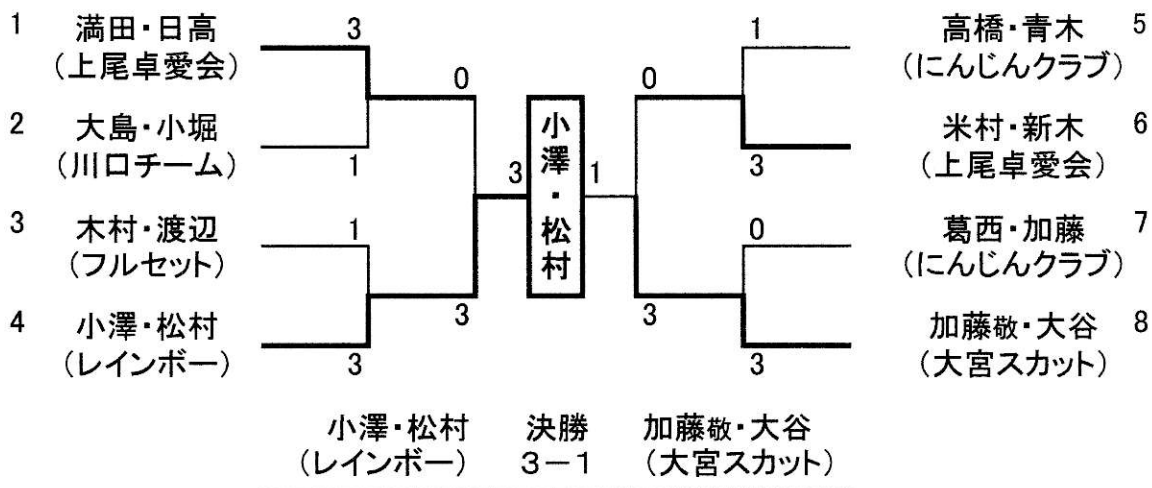 1 満田・日高 3
(上尾卓愛会)
0
2 大島・小堀
(川口チーム) 1
3 木村・渡辺 1
(フルセット)
3
4 小澤・松村
(レインボー) 3
3 小澤・松村 1
1 高橋・青木 5
(にんじんクラブ)
0
米村・新木 6
3 (上尾卓愛会)
0 葛西・加藤 7
(にんじんクラブ)
3
加藤敬・大谷 8
3 (大宮スカット)
小澤・松村 決勝 加藤敬・大谷
(レインボー) 3－1 (大宮スカット)